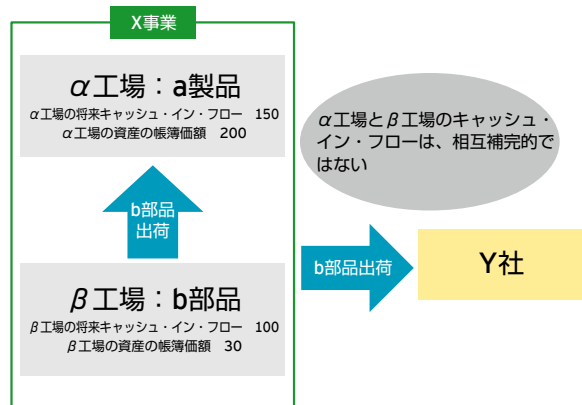 X事業
α工場：a製品
α工場の将来キャッシュ・イン・フロー　150
α工場の資産の帳簿価額　200
α工場とβ工場のキャッシュ・
イン・フローは、相互補完的で
はない
b部品
出荷
b部品出荷
Y社
β工場：b部品
β工場の将来キャッシュ・イン・フロー　100
β工場の資産の帳簿価額　30